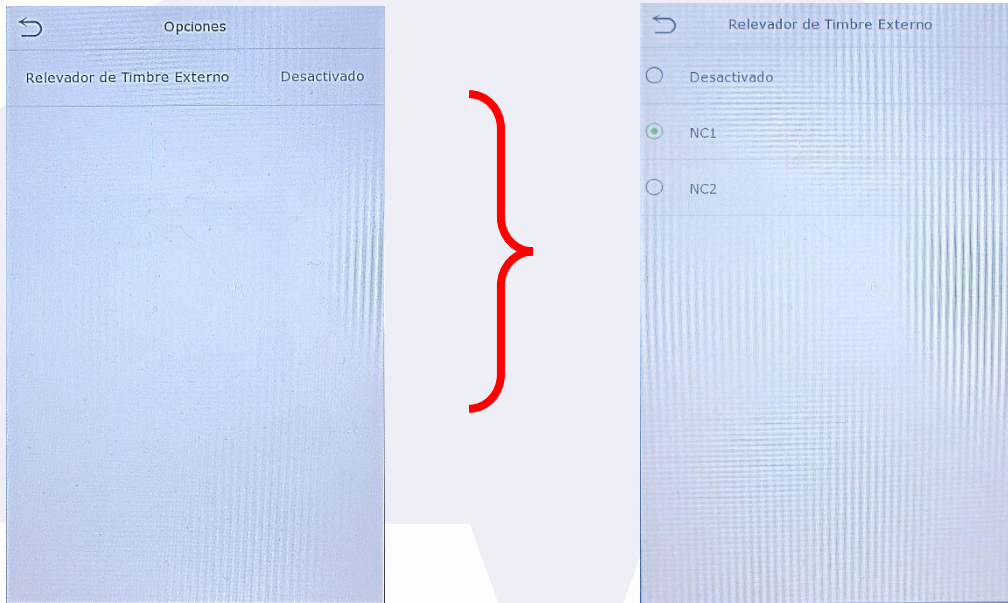 Opciones
Relevador de Timbre Externo Desactivado
Relevador de Timbre Externo
Desactivado
NC1
NC2